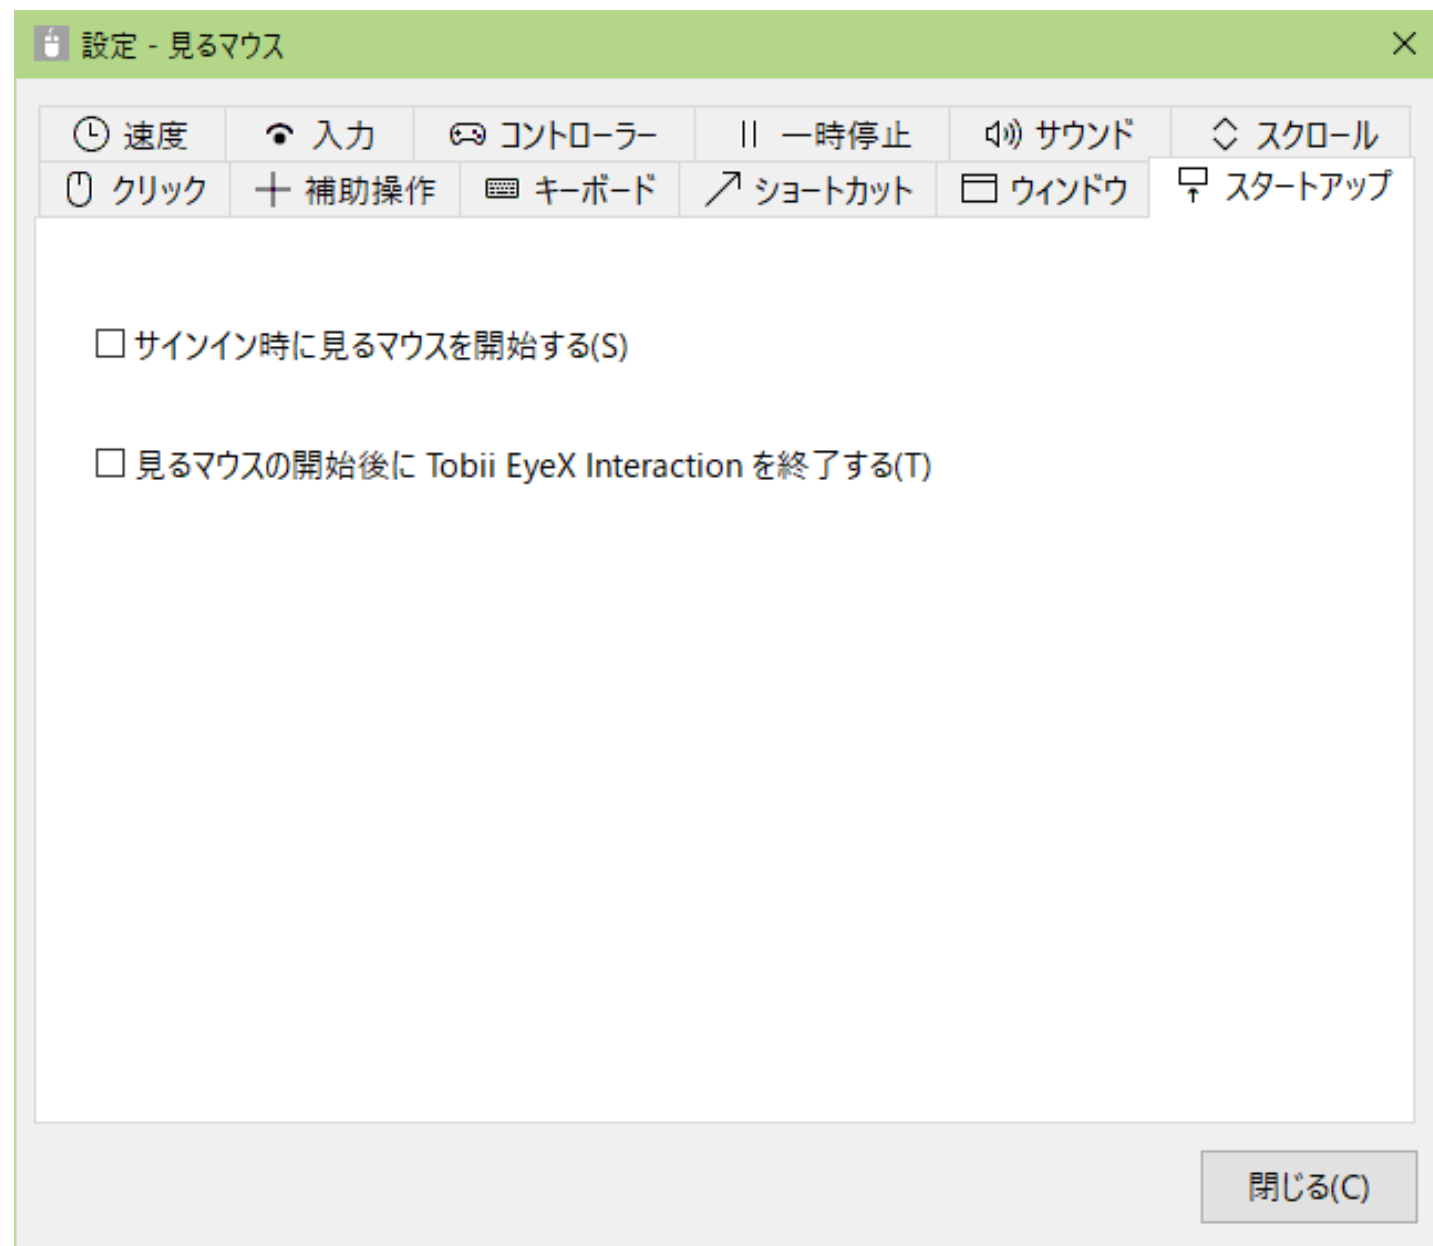 設定 - 見るマウス
速度 入力 コントローラー 一時停止 サウンド スクロール
クリック 補助操作 キーボード ショートカット ウィンドウ スタートアップ
サインイン時に見るマウスを開始する(S)
見るマウスの開始後に Tobii EyeX Interaction を終了する(T)
閉じる(C)